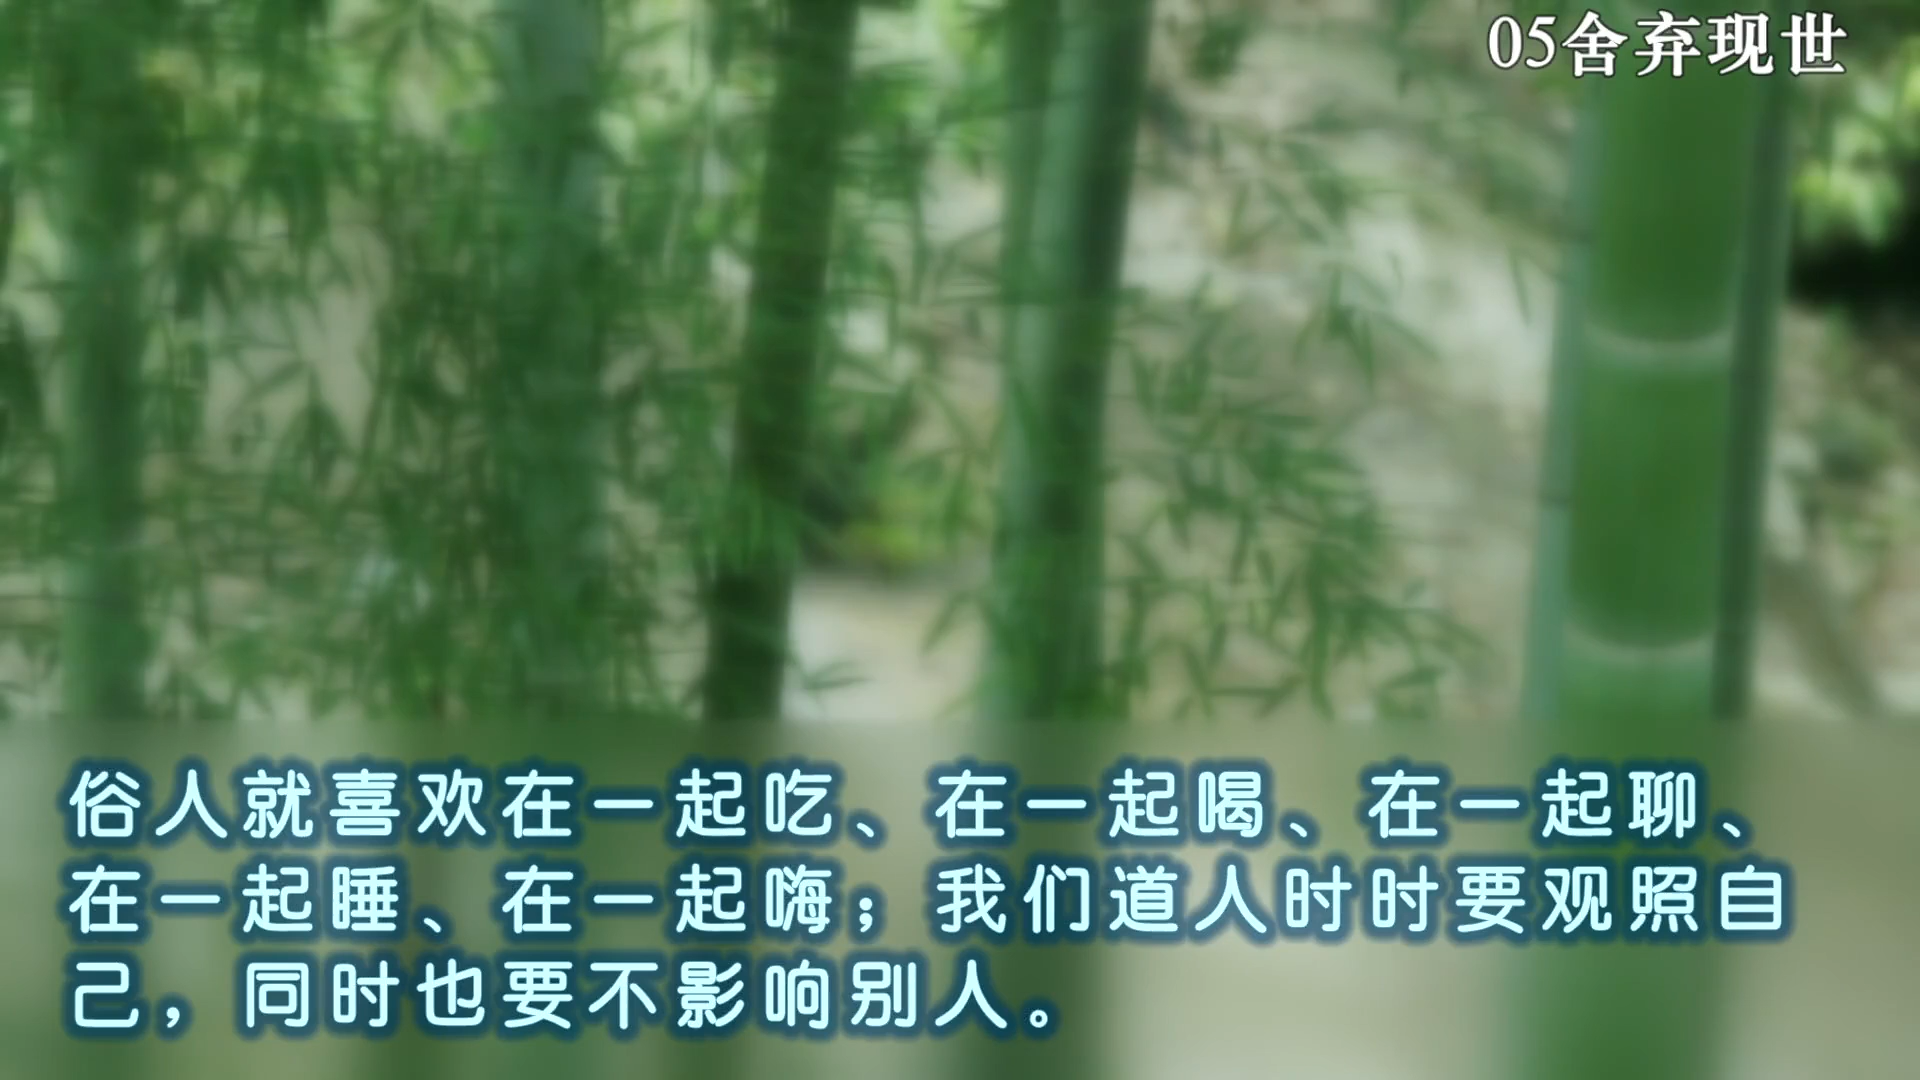 05舍弃现世
俗人就喜欢在一起吃、在一起喝、在一起聊、
在一起睡、在一起嗨；我们道人时时要观照自
己，同时也要不影响别人。